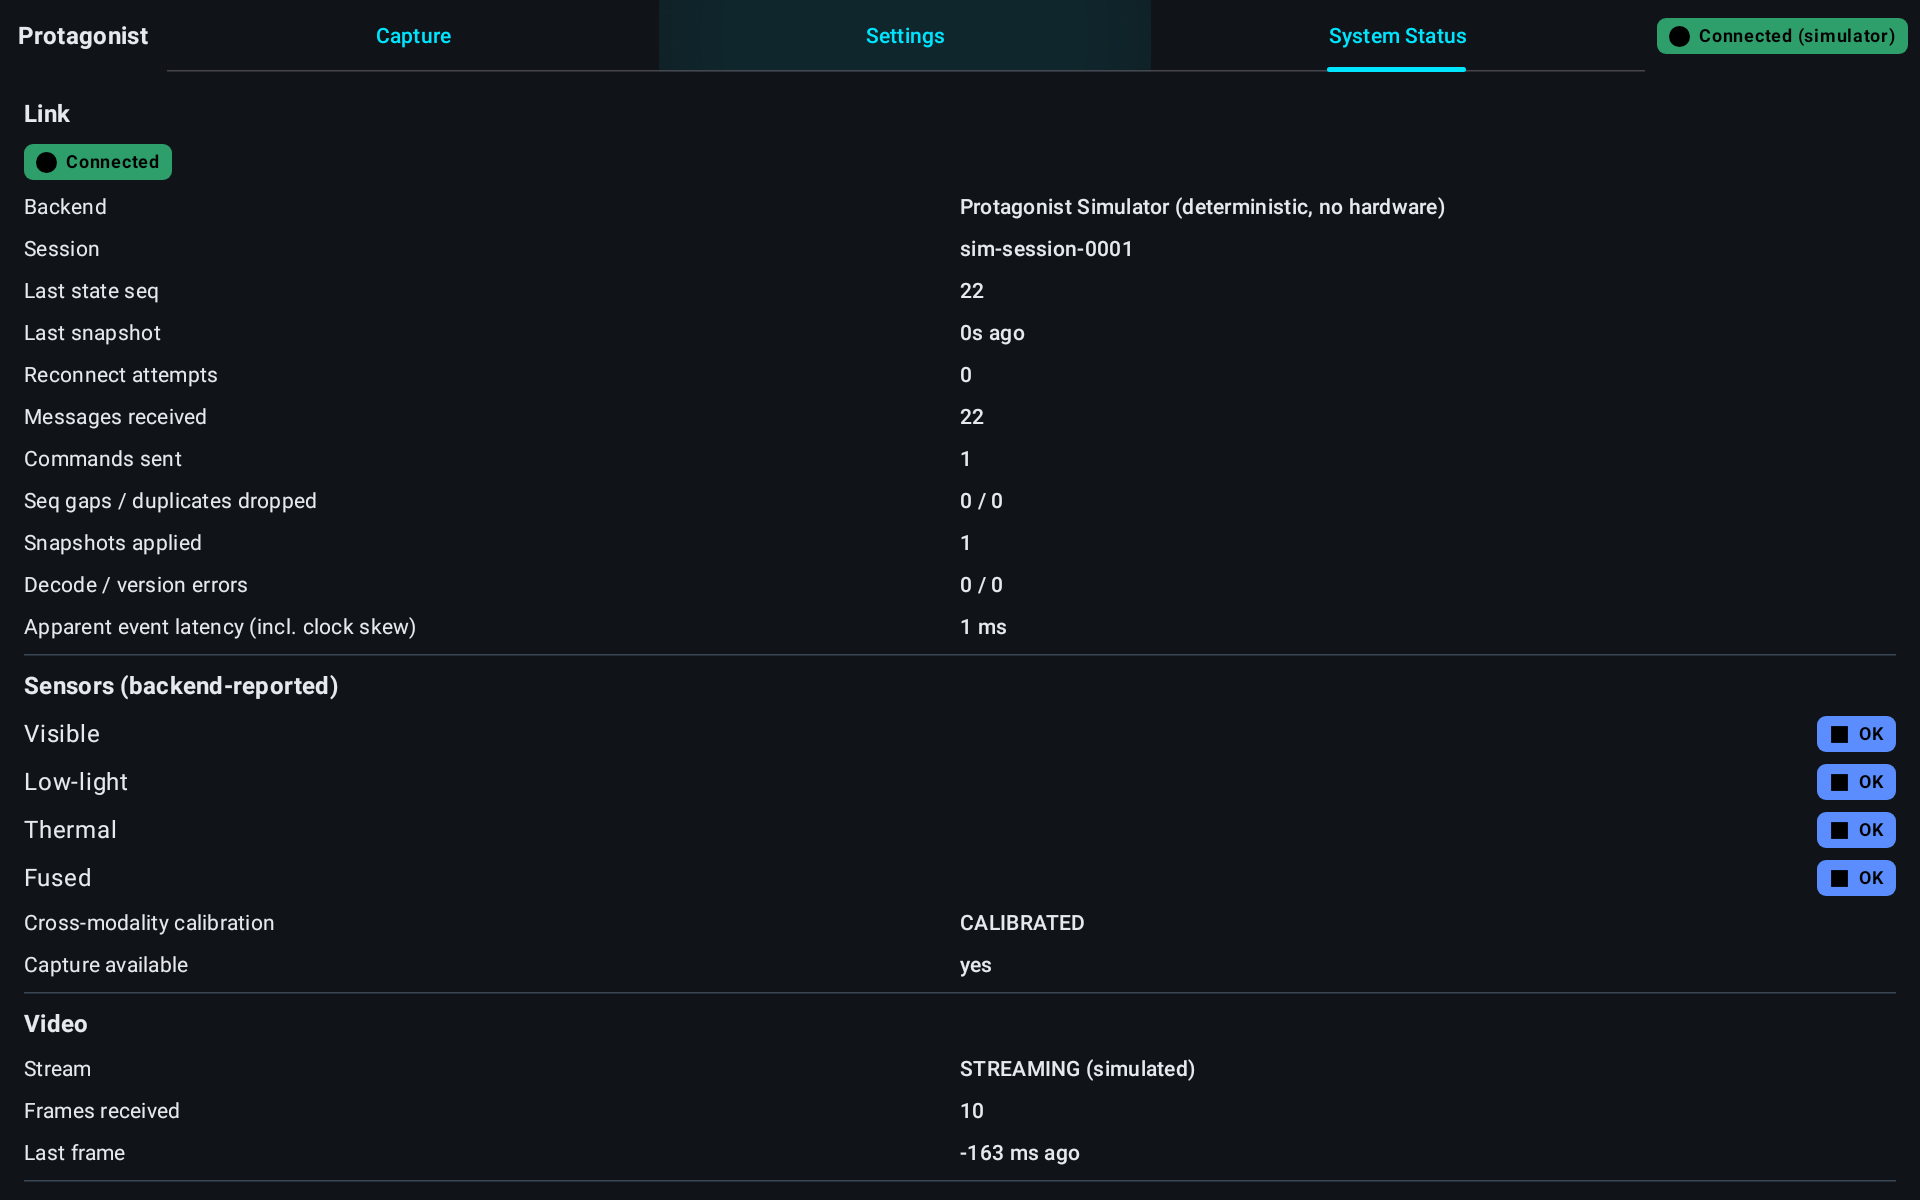 Protagonist Capture Settings System Status Connected (simulator)
Link
Connected
Backend Protagonist Simulator (deterministic, no hardware)
Session sim-session-0001
Last state seq 22
Last snapshot 0s ago
Reconnect attempts 0
Messages received 22
Commands sent 1
Seq gaps / duplicates dropped 0 / 0
Snapshots applied 1
Decode / version errors 0 / 0
Apparent event latency (incl. clock skew) 1 ms
Sensors (backend-reported)
Visible OK
Low-light OK
Thermal OK
Fused OK
Cross-modality calibration CALIBRATED
Capture available yes
Video
Stream STREAMING (simulated)
Frames received 10
Last frame -163 ms ago